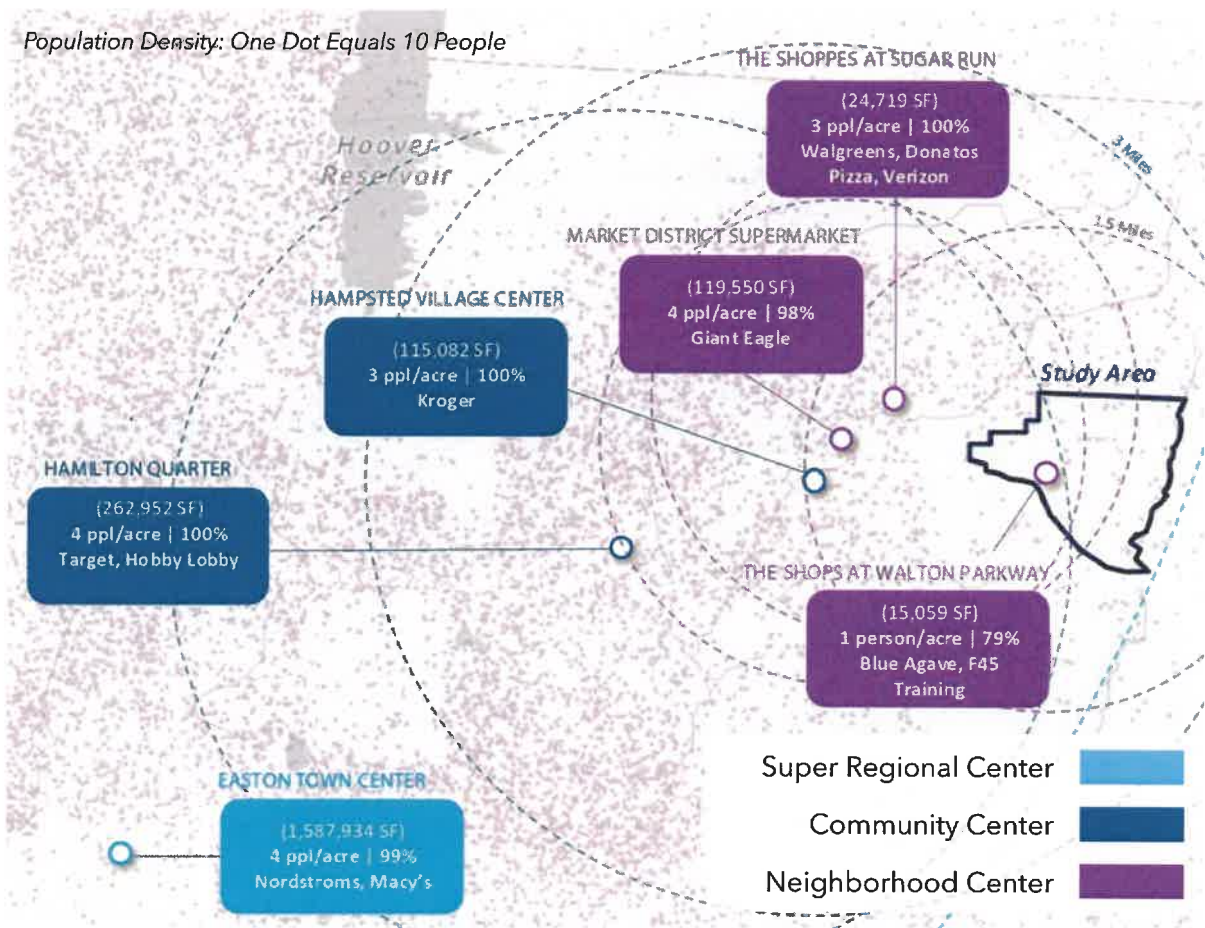 Population Density: One Dot Equals 10 People
THE SHOPPES AT SUGAR RUN
(24,719 SF)
3 ppl/acre | 100%
Walgreens, Donatos
Pizza, Verizon
Hoover
Reservoir
3 Miles
1.5 Miles
MARKET DISTRICT SUPERMARKET
(119,550 SF)
4 ppl/acre | 98%
Giant Eagle
HAMPSTED VILLAGE CENTER
(115,082 SF)
3 ppl/acre | 100%
Kroger
Study Area
HAMILTON QUARTER
(262,952 SF)
4 ppl/acre | 100%
Target, Hobby Lobby
THE SHOPS AT WALTON PARKWAY
(15,059 SF)
1 person/acre | 79%
Blue Agave, F45
Training
EASTON TOWN CENTER
(1,587,934 SF)
4 ppl/acre | 99%
Nordstroms, Macy's
Super Regional Center
Community Center
Neighborhood Center